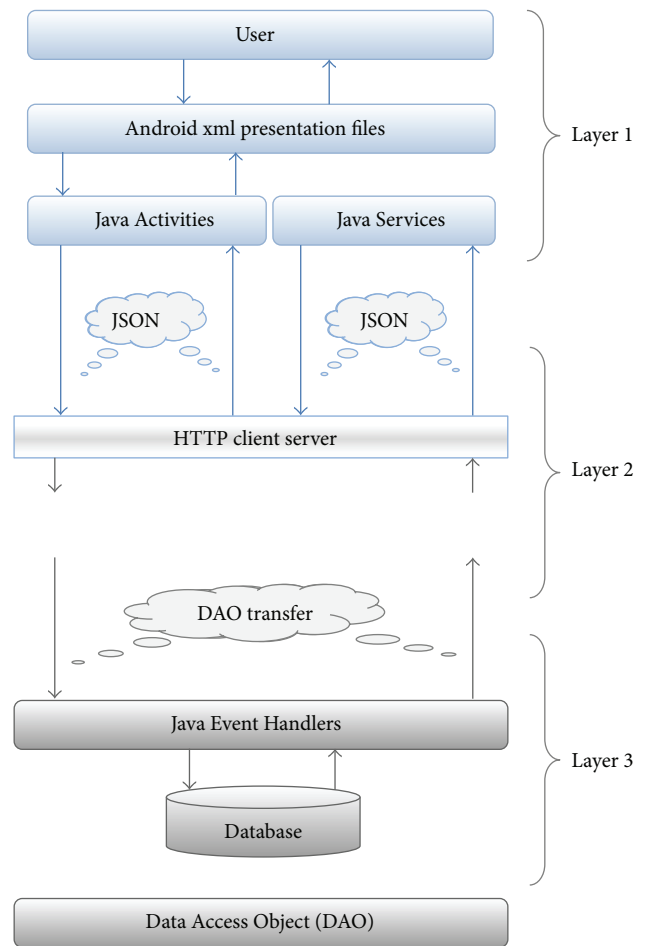 User
Android xml presentation files
Layer 1
Java Activities
Java Services
JSON
JSON
HTTP client server
Layer 2
DAO transfer
Java Event Handlers
Layer 3
Database
Data Access Object (DAO)